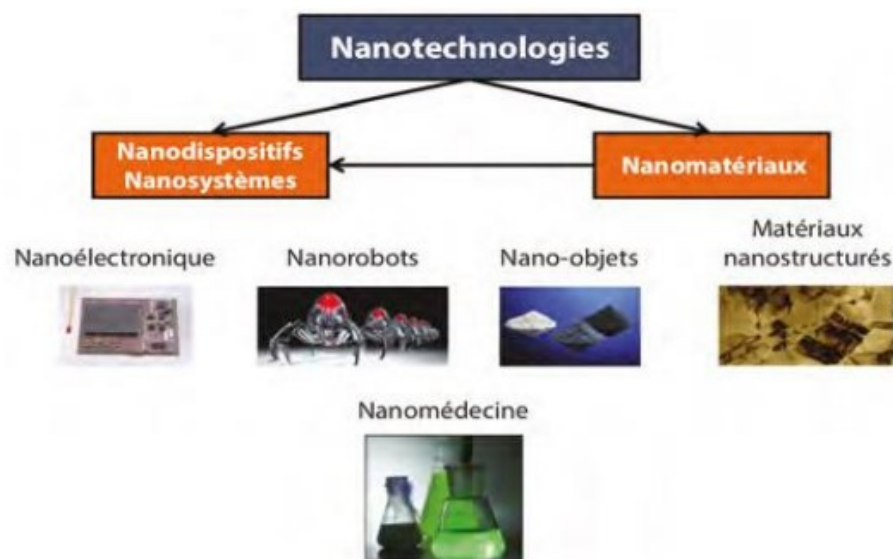 Nanotechnologies
Nanodispositifs
Nanosystèmes
Nanomatériaux
Nanoélectronique
Nanorobots
Nano-objets
Matériaux
nanostructurés
Nanomédecine